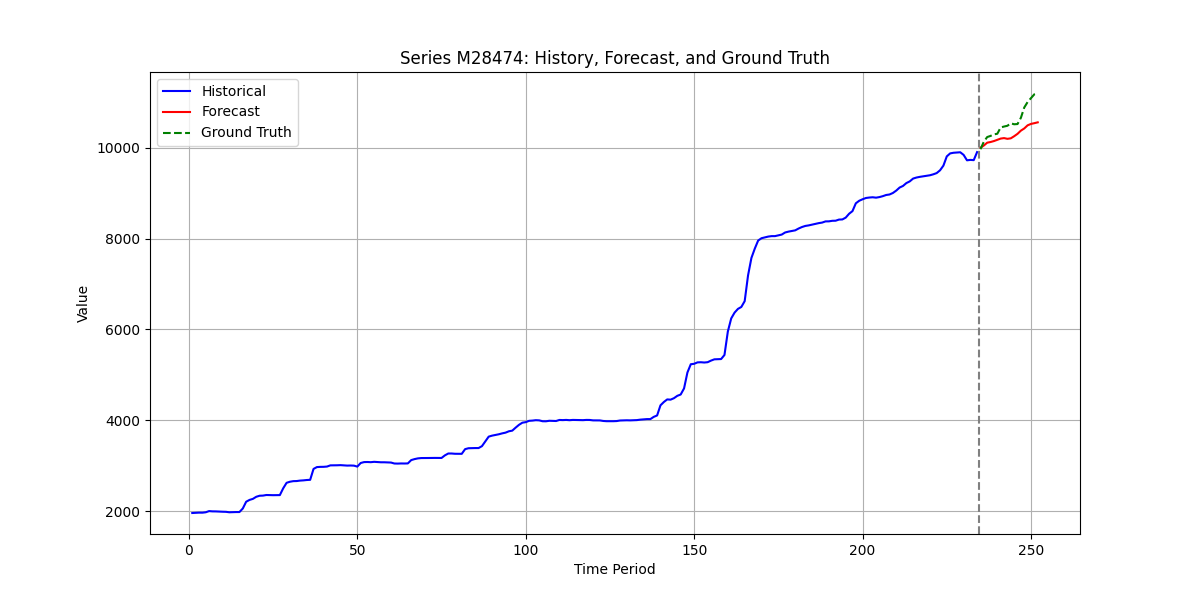 Series M28474: History, Forecast, and Ground Truth
Historical
Forecast
Ground Truth
Value
10000
8000
6000
4000
2000
0
50
100
150
200
250
Time Period